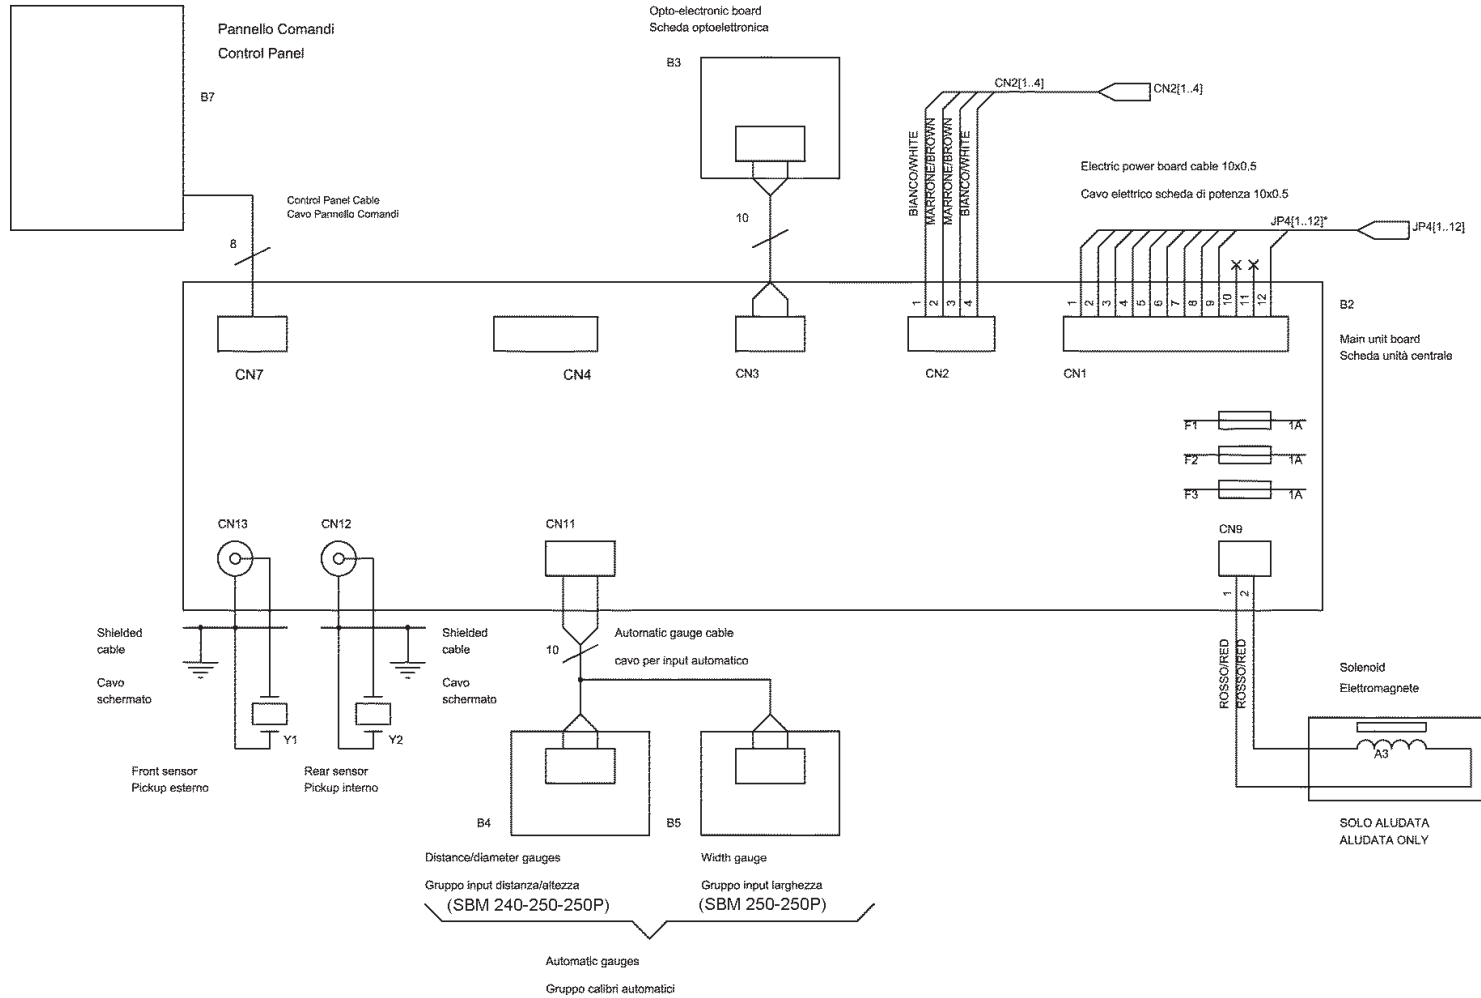 Pannello Comandi
Control Panel
B7
Control Panel Cable
Cavo Pannello Comandi
8
Opto-electronic board
Scheda optoelettronica
B3
10
CN2[1..4]
CN2[1..4]
BIANCO/WHITE
MARRONE/BROWN
MARRONE/BROWN
BIANCO/WHITE
Electric power board cable 10x0,5
Cavo elettrico scheda di potenza 10x0.5
JP4[1..12]*
JP4[1..12]
1
2
3
4
1
2
3
4
5
6
7
8
9
10
11
12
B2
Main unit board
Scheda unità centrale
CN7
CN4
CN3
CN2
CN1
F1
1A
F2
1A
F3
1A
CN13
CN12
CN11
CN9
1
2
ROSSO/RED
ROSSO/RED
Shielded
cable
Cavo
schermato
Shielded
cable
Cavo
schermato
10
Automatic gauge cable
cavo per input automatico
Y1
Y2
Front sensor
Pickup esterno
Rear sensor
Pickup interno
Solenoid
Elettromagnete
A3
SOLO ALUDATA
ALUDATA ONLY
B4
B5
Distance/diameter gauges
Gruppo input distanza/altezza
(SBM 240-250-250P)
Width gauge
Gruppo input larghezza
(SBM 250-250P)
Automatic gauges
Gruppo calibri automatici